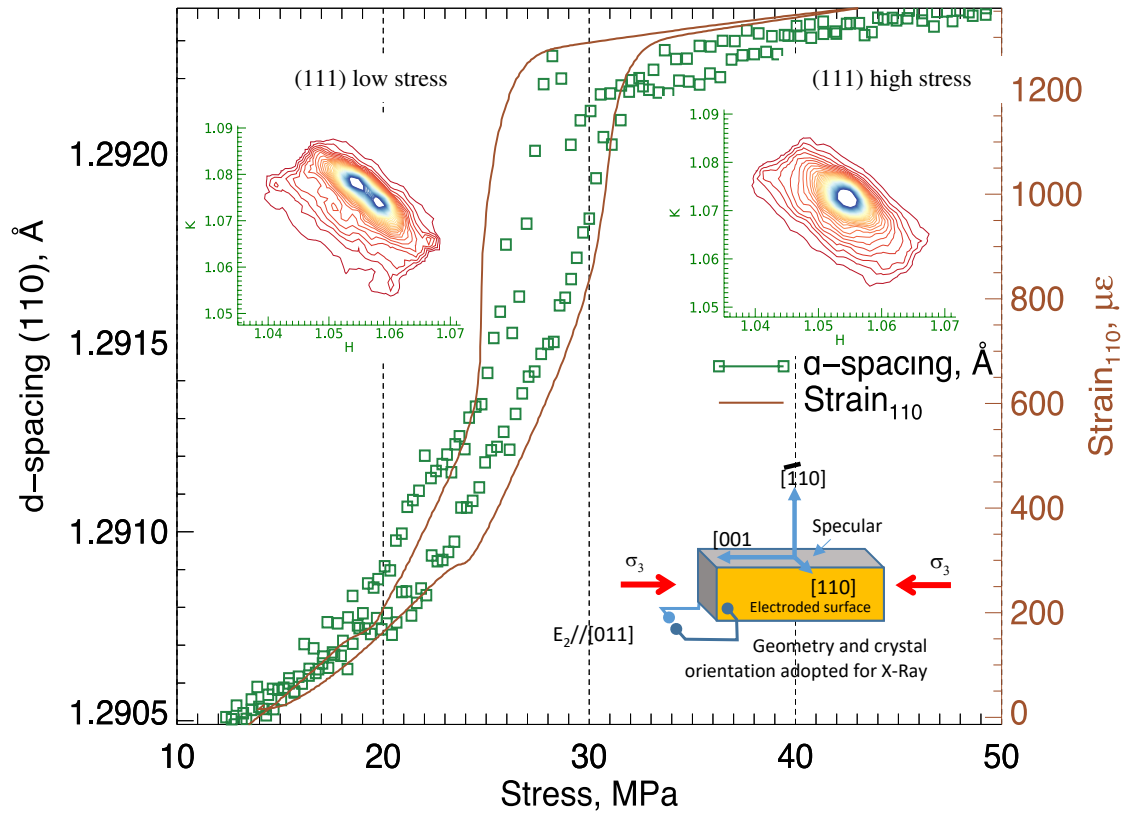 (111) low stress
(111) high stress
1.09
1.08
1.07
1.06
1.05
K
1.04
1.05
1.06
1.07
H
1.09
1.08
1.07
1.06
1.05
K
1.04
1.05
1.06
1.07
H
1.2920
1.2915
1.2910
1.2905
d−spacing (110), Å
1200
1000
800
600
400
200
0
Strain₁₁₀, με
d−spacing, Å
Strain₁₁₀
[1̅10]
[001
Specular
σ₃
σ₃
[110]
Electroded surface
E₂//[011]
Geometry and crystal
orientation adopted for X-Ray
10
20
30
40
50
Stress, MPa